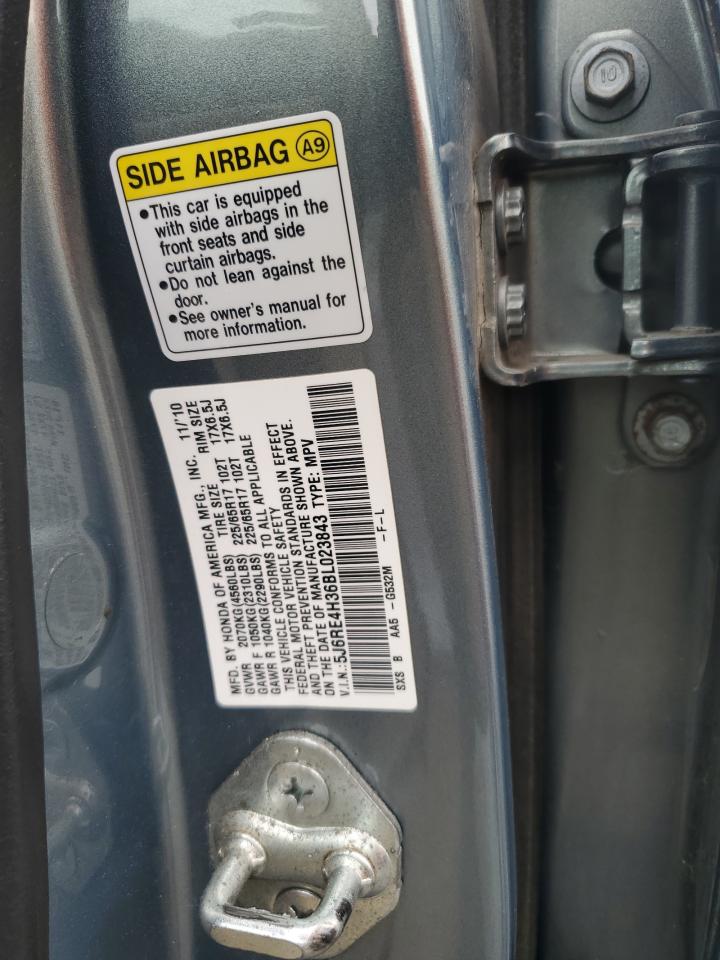 SIDE AIRBAG A9
•This car is equipped
with side airbags in the
front seats and side
curtain airbags.
•Do not lean against the
door.
•See owner's manual for
more information.
MFD. BY HONDA OF AMERICA MFG., INC. 11/'10
TIRE SIZE RIM SIZE
GVWR 2070KG(4560LBS)
GAWR F 1050KG(2310LBS) 225/65R17 102T 17X6.5J
GAWR R 1040KG(2290LBS) 225/65R17 102T 17X6.5J
THIS VEHICLE CONFORMS TO ALL APPLICABLE
FEDERAL MOTOR VEHICLE SAFETY
AND THEFT PREVENTION STANDARDS IN EFFECT
ON THE DATE OF MANUFACTURE SHOWN ABOVE.
V.I.N.:5J6RE4H36BL023843 TYPE: MPV
SXS B AA5 -G532M -F-L
10